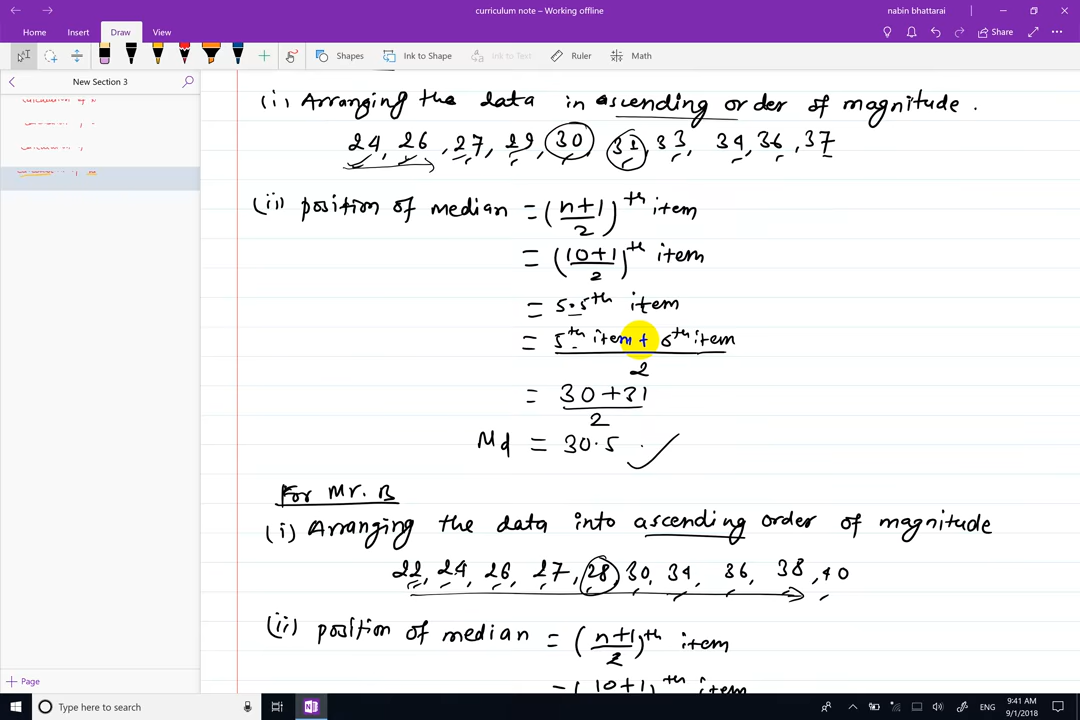 curriculum note – Working offline
nabin bhattarai
Home Insert Draw View
Share
Shapes Ink to Shape Ink to Text Ruler Math
New Section 3
(i) Arranging the data in ascending order of magnitude.
24, 26, 27, 29, 30, 31, 33, 34, 36, 37
(ii) position of median = (n+1/2)th item
= (10+1/2)th item
= 5.5th item
= 5th item + 6th item
2
= 30+31
2
Md = 30.5
For Mr. B
(i) Arranging the data into ascending order of magnitude
22, 24, 26, 27, 28, 30, 34, 36, 38, 40
(ii) position of median = (n+1/2)th item
= (10+1)th item
+ Page
Type here to search
ENG
9:41 AM
9/1/2018